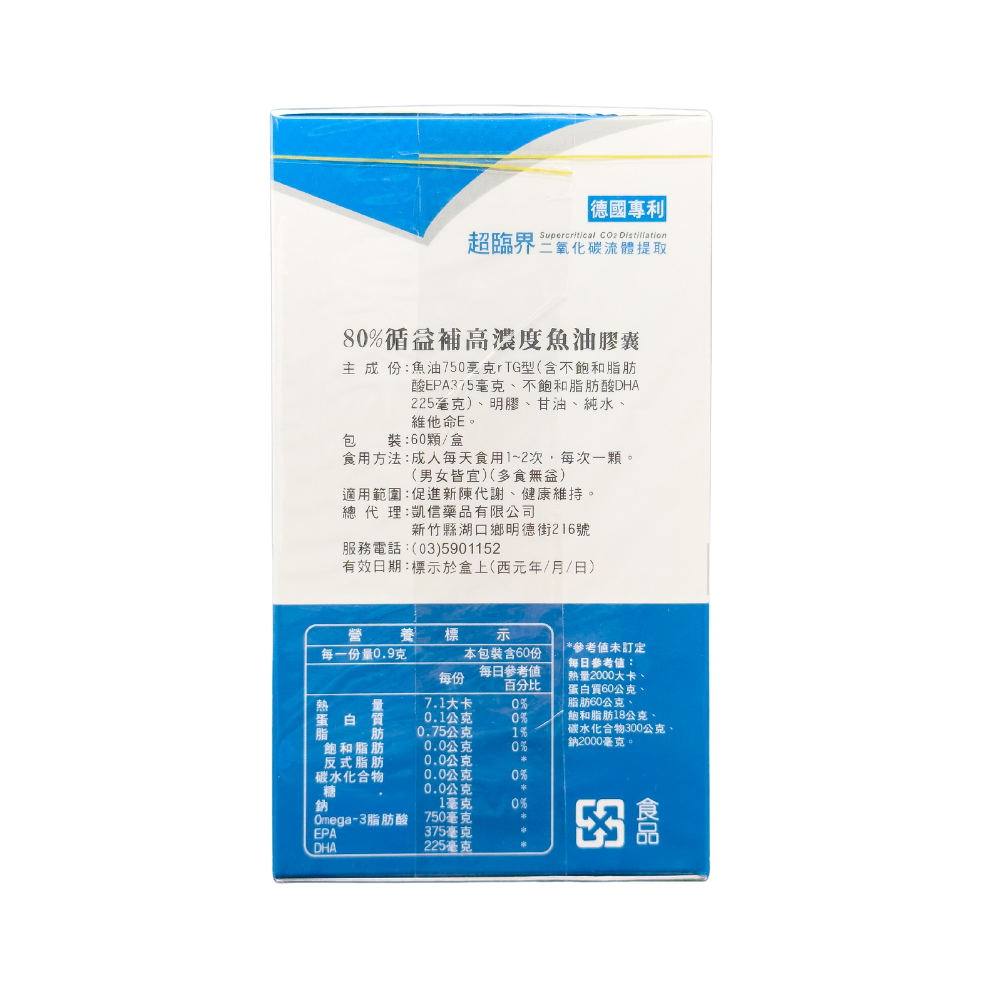 德國專利
超臨界 Supercritical CO2 Distillation
二氧化碳流體提取
80%循益補高濃度魚油膠囊
主成份:魚油750毫克rTG型(含不飽和脂肪
酸EPA375毫克、不飽和脂肪酸DHA
225毫克)、明膠、甘油、純水、
維他命E。
包裝:60顆/盒
食用方法:成人每天食用1~2次，每次一顆。
(男女皆宜)(多食無益)
適用範圍:促進新陳代謝、健康維持。
總代理:凱信藥品有限公司
新竹縣湖口鄉明德街216號
服務電話:(03)5901152
有效日期:標示於盒上(西元年/月/日)
營養標示
每一份量0.9克 本包裝含60份
每份 每日參考值百分比
熱量 7.1大卡 0%
蛋白質 0.1公克 0%
脂肪 0.75公克 1%
飽和脂肪 0.0公克 0%
反式脂肪 0.0公克 *
碳水化合物 0.0公克 0%
糖 0.0公克 *
鈉 1毫克 0%
Omega-3脂肪酸 750毫克 *
EPA 375毫克 *
DHA 225毫克 *
*參考值未訂定
每日參考值：
熱量2000大卡、
蛋白質60公克、
脂肪60公克、
飽和脂肪18公克、
碳水化合物300公克、
鈉2000毫克。
食品